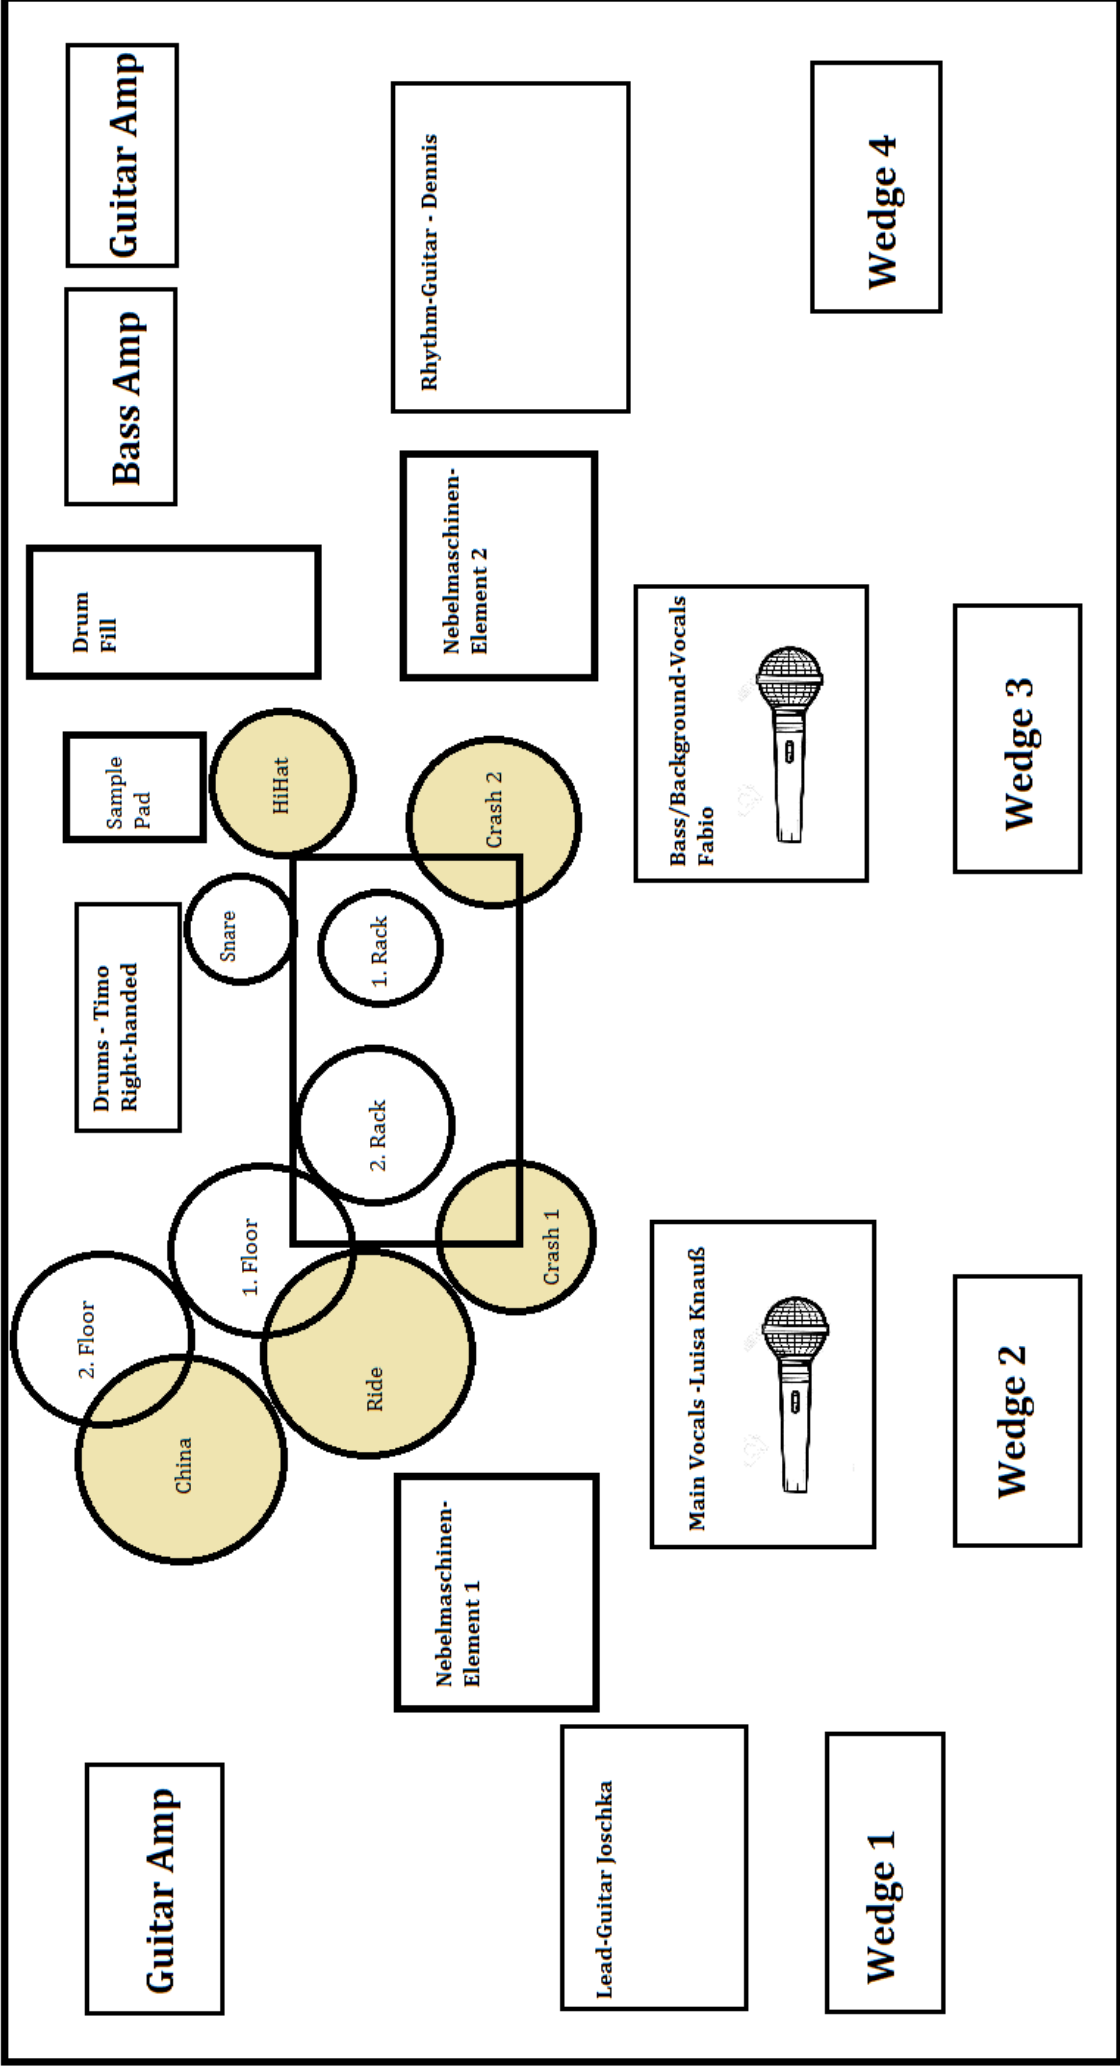 Guitar Amp
2. Floor
China
1. Floor
Ride
Drums - Timo
Right-handed
Snare
Sample
Pad
HiHat
Drum
Fill
Bass Amp
Guitar Amp
Nebelmaschinen-
Element 1
2. Rack
1. Rack
Crash 1
Crash 2
Nebelmaschinen-
Element 2
Rhythm-Guitar - Dennis
Lead-Guitar Joschka
Main Vocals -Luisa Knauß
Bass/Background-Vocals
Fabio
Wedge 1
Wedge 2
Wedge 3
Wedge 4